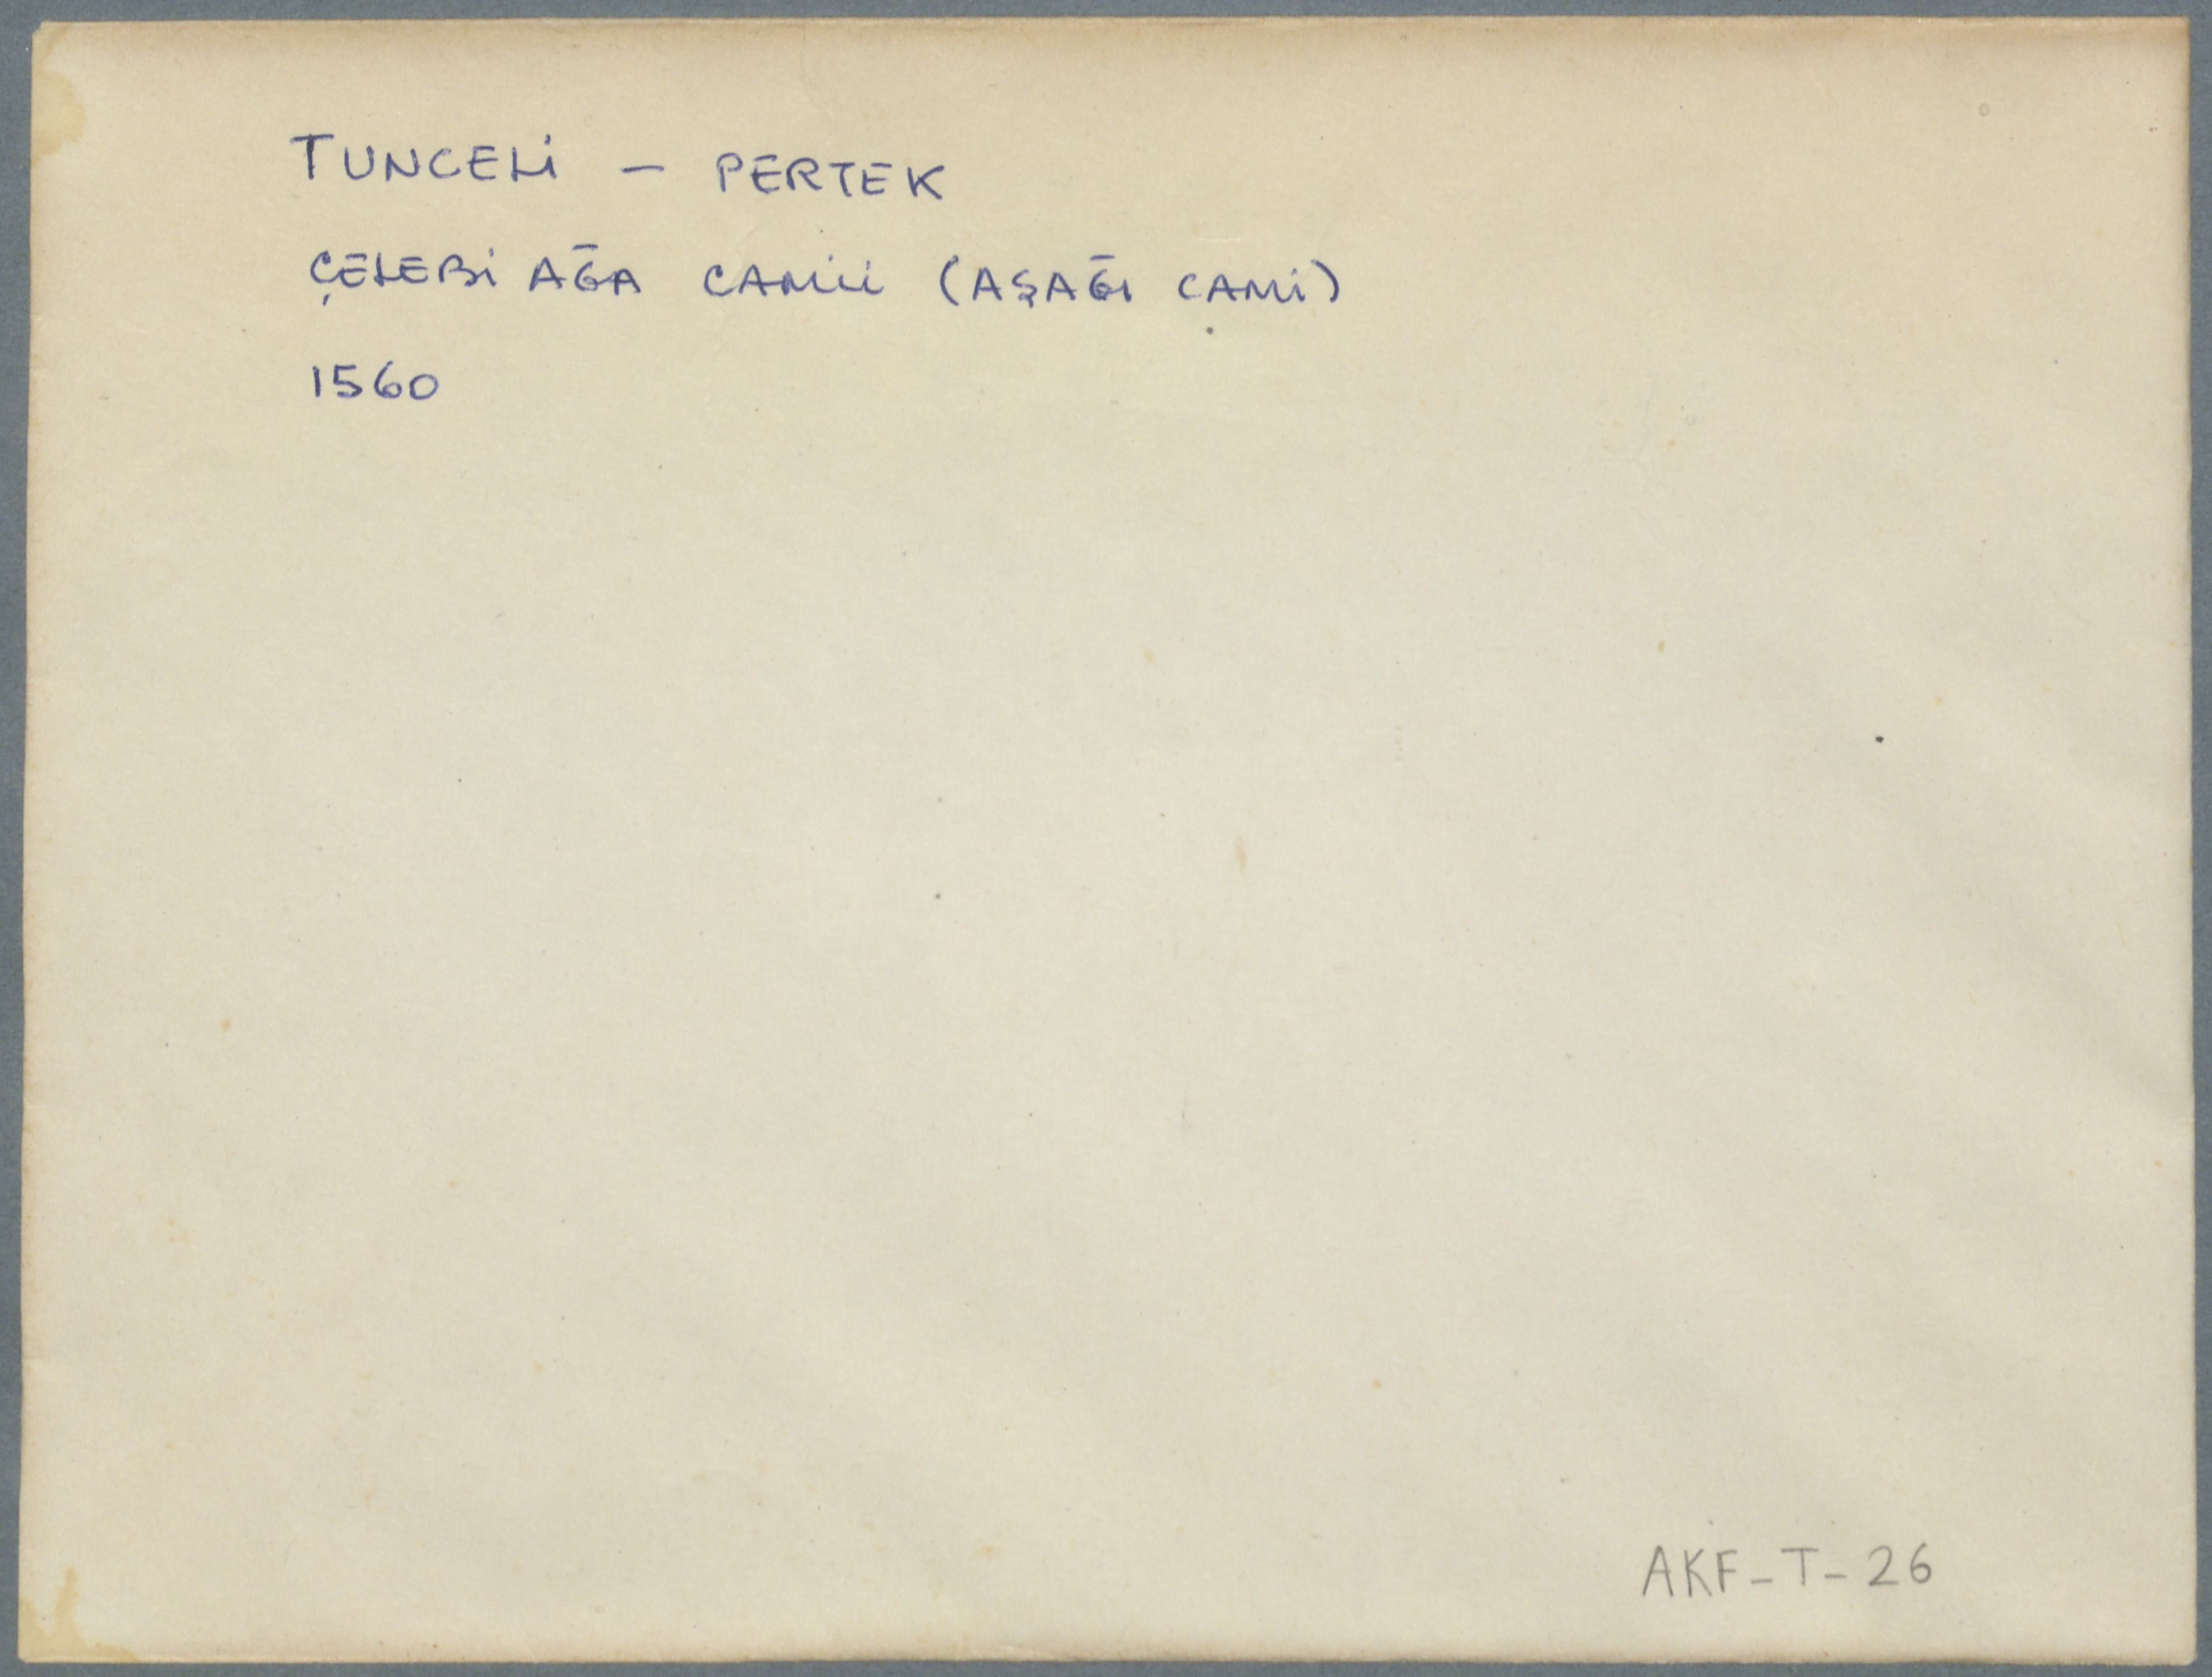 TUNCELİ – PERTEK
ÇELEBİ AĞA CAMİİ (AŞAĞI CAMİ)
1560
AKF-T-26